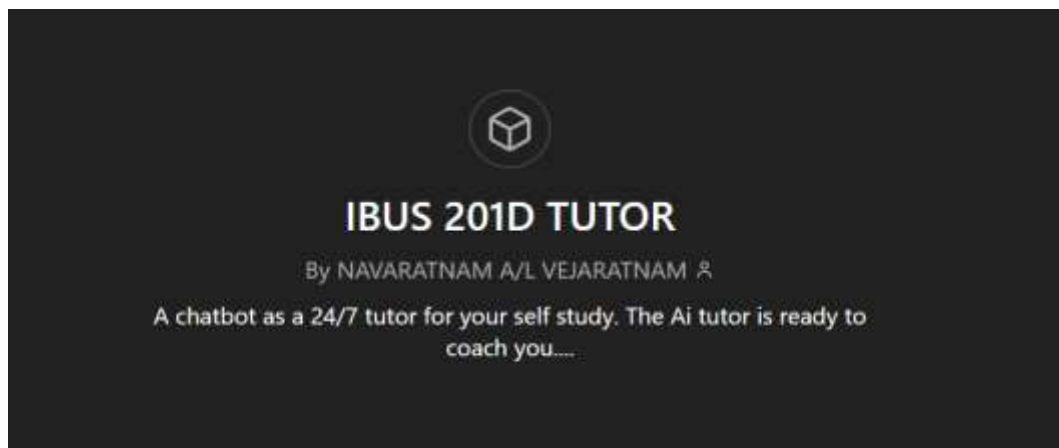 IBUS 201D TUTOR
By NAVARATNAM A/L VEJARATNAM
A chatbot as a 24/7 tutor for your self study. The Ai tutor is ready to
coach you....